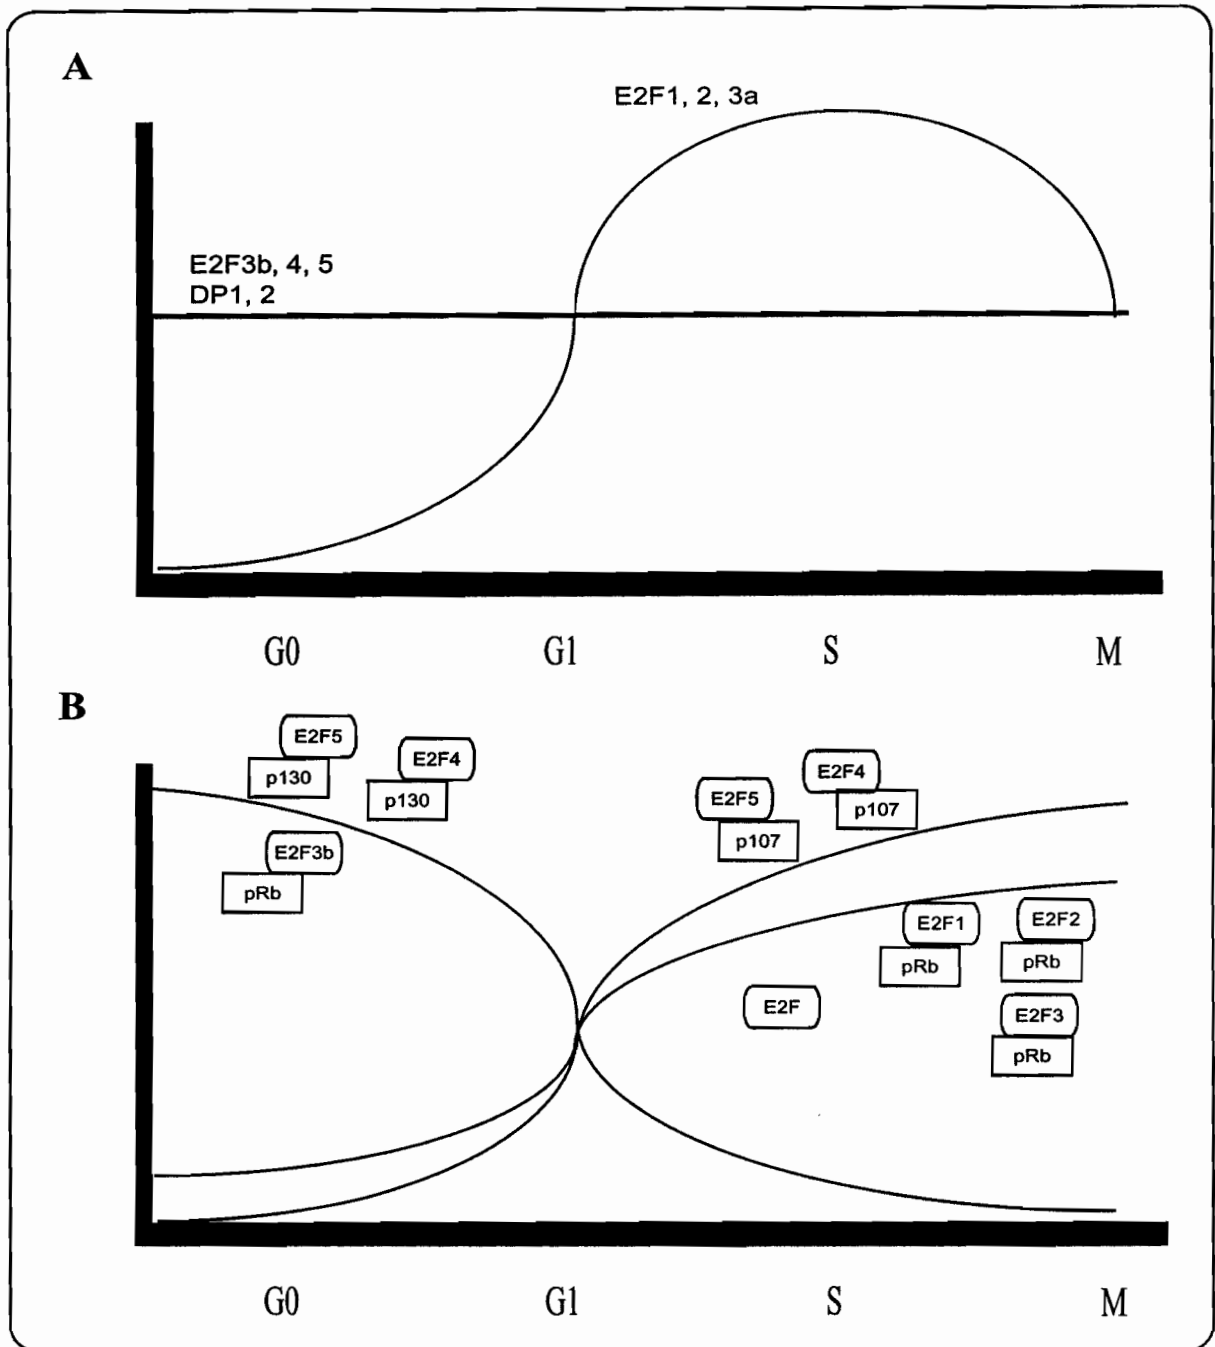 A
E2F1, 2, 3a
E2F3b, 4, 5
DP1, 2
G0 G1 S M
B
E2F5
p130
E2F4
p130
E2F3b
pRb
E2F5
p107
E2F4
p107
E2F1
pRb
E2F2
pRb
E2F
E2F3
pRb
G0 G1 S M